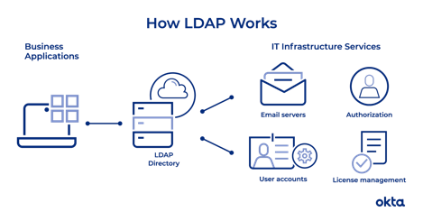 How LDAP Works
Business
Applications
IT Infrastructure Services
LDAP
Directory
Email servers
Authorization
User accounts
License management
okta